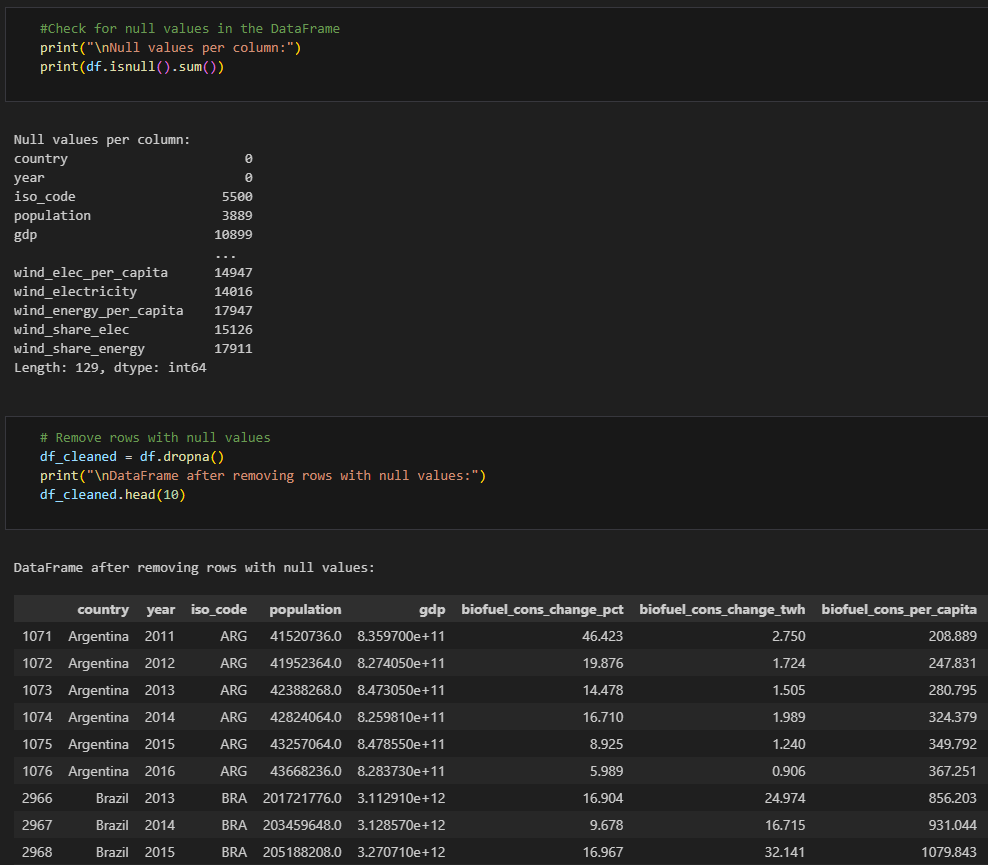 #Check for null values in the DataFrame
print("\nNull values per column:")
print(df.isnull().sum())
Null values per column:
country 0
year 0
iso_code 5500
population 3889
gdp 10899
...
wind_elec_per_capita 14947
wind_electricity 14016
wind_energy_per_capita 17947
wind_share_elec 15126
wind_share_energy 17911
Length: 129, dtype: int64
# Remove rows with null values
df_cleaned = df.dropna()
print("\nDataFrame after removing rows with null values:")
df_cleaned.head(10)
DataFrame after removing rows with null values:
country year iso_code population gdp biofuel_cons_change_pct biofuel_cons_change_twh biofuel_cons_per_capita
1071 Argentina 2011 ARG 41520736.0 8.359700e+11 46.423 2.750 208.889
1072 Argentina 2012 ARG 41952364.0 8.274050e+11 19.876 1.724 247.831
1073 Argentina 2013 ARG 42388268.0 8.473050e+11 14.478 1.505 280.795
1074 Argentina 2014 ARG 42824064.0 8.259810e+11 16.710 1.989 324.379
1075 Argentina 2015 ARG 43257064.0 8.478550e+11 8.925 1.240 349.792
1076 Argentina 2016 ARG 43668236.0 8.283730e+11 5.989 0.906 367.251
2966 Brazil 2013 BRA 201721776.0 3.112910e+12 16.904 24.974 856.203
2967 Brazil 2014 BRA 203459648.0 3.128570e+12 9.678 16.715 931.044
2968 Brazil 2015 BRA 205188208.0 3.270710e+12 16.967 32.141 1079.843